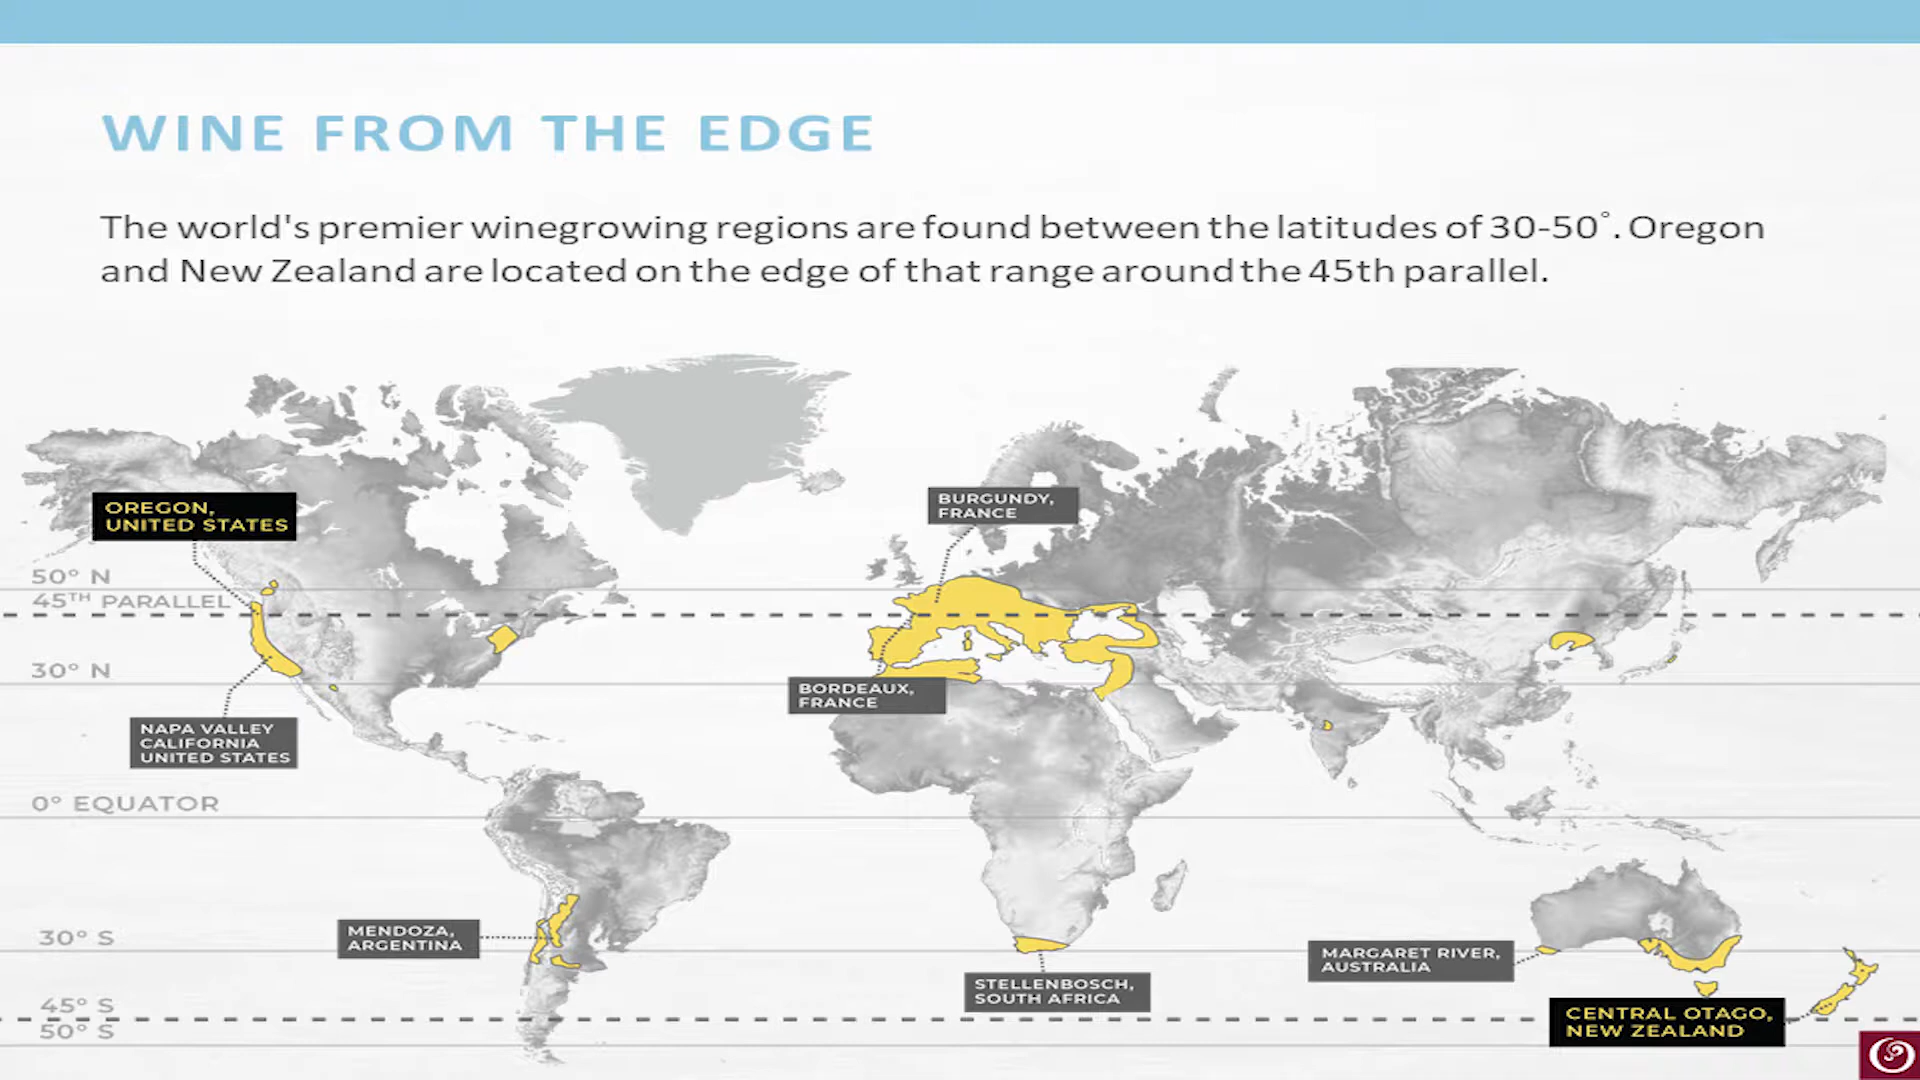 WINE FROM THE EDGE
The world's premier winegrowing regions are found between the latitudes of 30-50°. Oregon
and New Zealand are located on the edge of that range around the 45th parallel.
OREGON,
UNITED STATES
BURGUNDY,
FRANCE
50° N
45TH PARALLEL
30° N
BORDEAUX,
FRANCE
NAPA VALLEY
CALIFORNIA
UNITED STATES
0° EQUATOR
MENDOZA,
ARGENTINA
30° S
MARGARET RIVER,
AUSTRALIA
STELLENBOSCH,
SOUTH AFRICA
45° S
50° S
CENTRAL OTAGO,
NEW ZEALAND